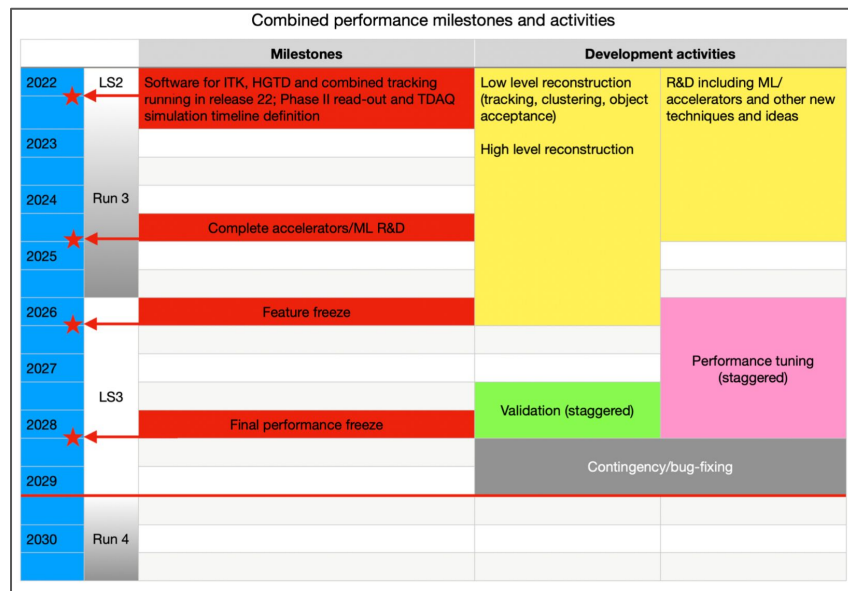 Combined performance milestones and activities
Milestones
Development activities
2022
LS2
Software for ITK, HGTD and combined tracking
running in release 22; Phase II read-out and TDAQ
simulation timeline definition
Low level reconstruction
(tracking, clustering, object
acceptance)
High level reconstruction
R&D including ML/
accelerators and other new
techniques and ideas
2023
2024
Run 3
Complete accelerators/ML R&D
2025
2026
Feature freeze
2027
Performance tuning
(staggered)
LS3
Validation (staggered)
2028
Final performance freeze
2029
Contingency/bug-fixing
2030
Run 4